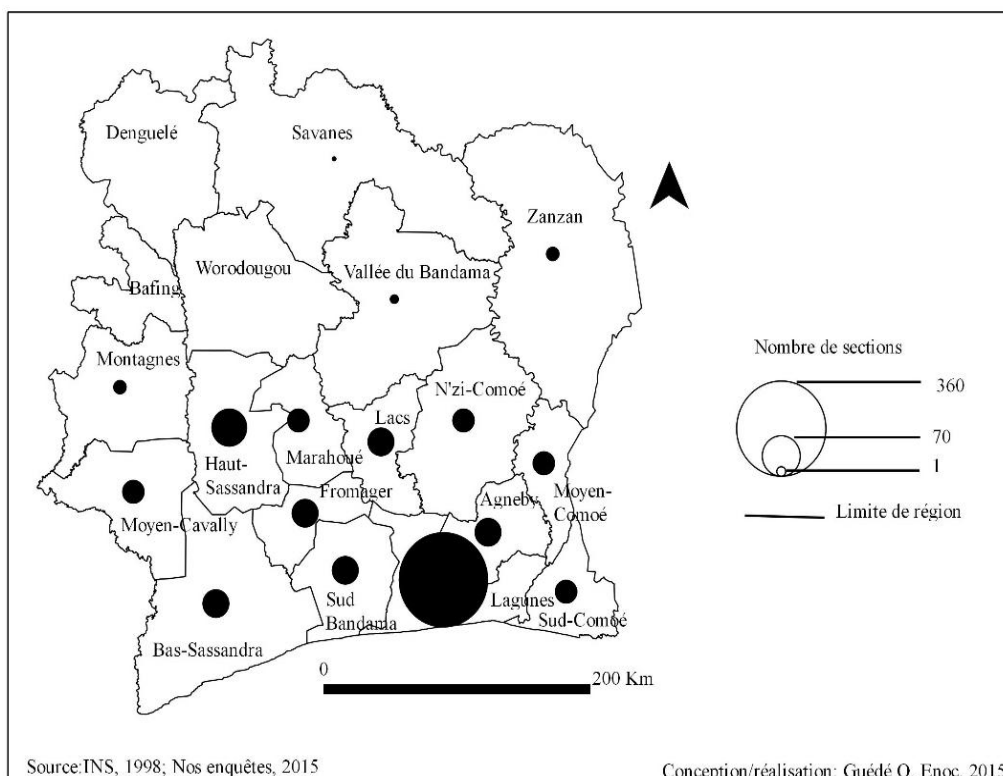 Denguelé
Savanes
Zanzan
Worodougou
Vallée du Bandama
Bafing
Montagnes
N'zi-Comoé
Lacs
Haut-
Sassandra
Marahoué
Fromager
Agneby
Moyen-
Comoé
Moyen-Cavally
Sud
Bandama
Lagunes
Sud-Comoé
Bas-Sassandra
Nombre de sections
360
70
1
Limite de région
0
200 Km
Source:INS, 1998; Nos enquêtes, 2015
Conception/réalisation: Guédé O. Enoc, 2015